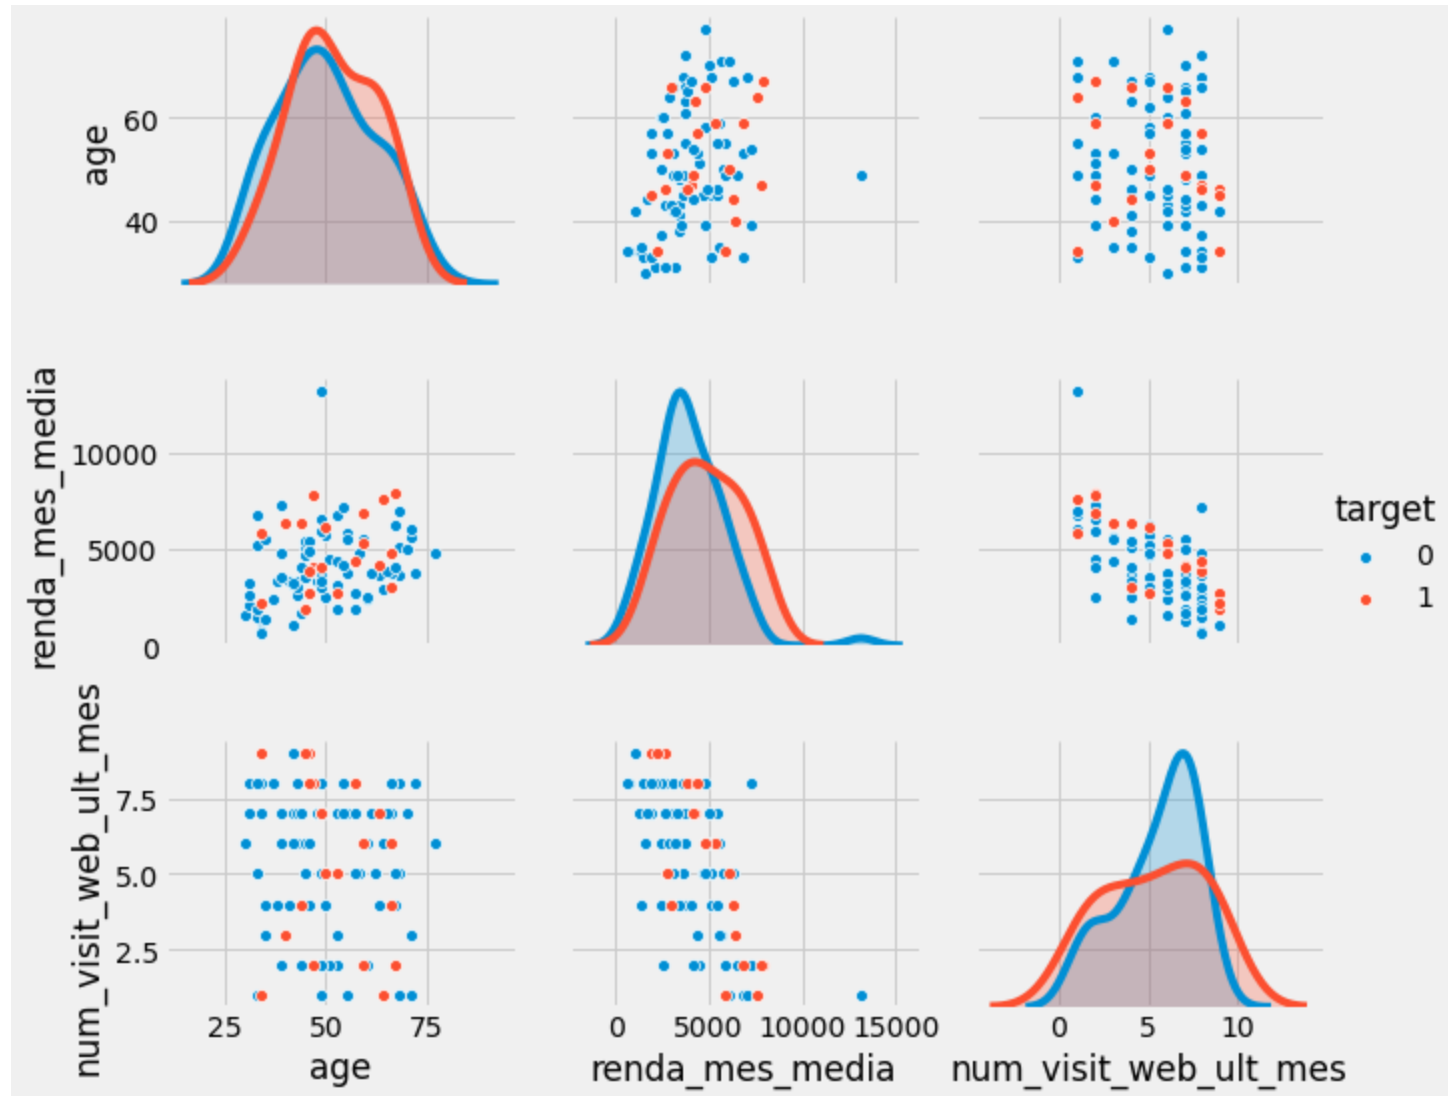 age
60
40
renda_mes_media
10000
5000
0
target
0
1
num_visit_web_ult_mes
7.5
5.0
2.5
25 50 75
0 5000 10000 15000
0 5 10
age
renda_mes_media
num_visit_web_ult_mes